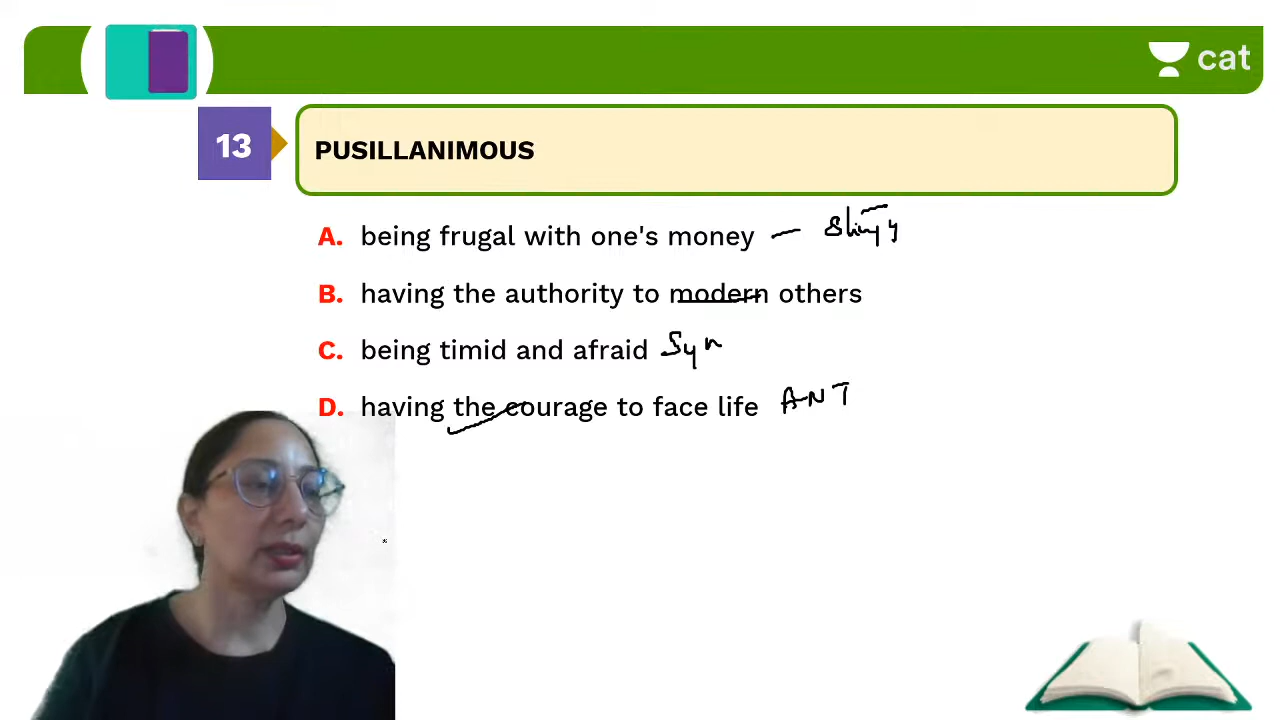 cat
13 PUSILLANIMOUS
A. being frugal with one's money – Stingy
B. having the authority to modern others
C. being timid and afraid Syn
D. having the courage to face life ANT